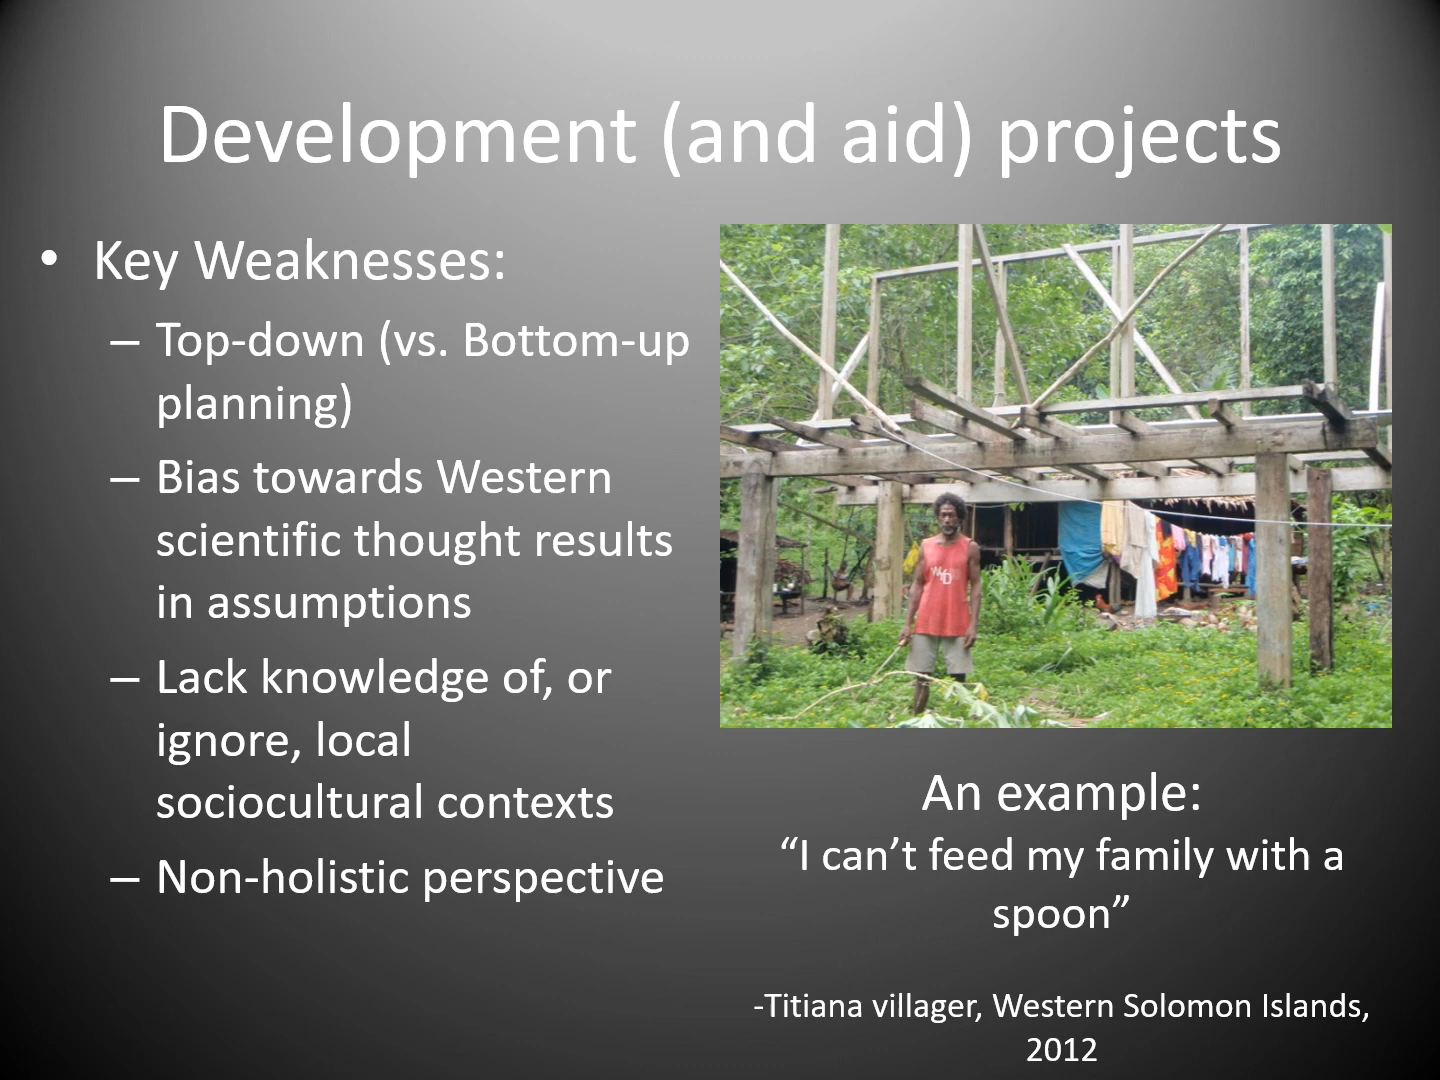 Development (and aid) projects
• Key Weaknesses:
– Top-down (vs. Bottom-up
planning)
– Bias towards Western
scientific thought results
in assumptions
– Lack knowledge of, or
ignore, local
sociocultural contexts
– Non-holistic perspective
An example:
“I can’t feed my family with a
spoon”
-Titiana villager, Western Solomon Islands,
2012